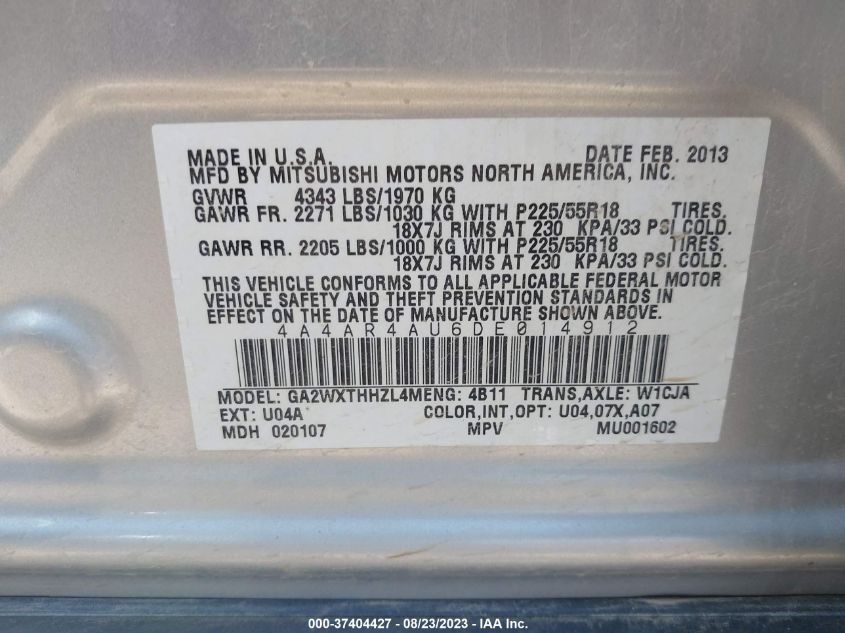 MADE IN U.S.A. DATE FEB. 2013
MFD BY MITSUBISHI MOTORS NORTH AMERICA, INC.
GVWR 4343 LBS/1970 KG
GAWR FR. 2271 LBS/1030 KG WITH P225/55R18 TIRES.
18X7J RIMS AT 230 KPA/33 PSI COLD.
GAWR RR. 2205 LBS/1000 KG WITH P225/55R18 TIRES.
18X7J RIMS AT 230 KPA/33 PSI COLD.
THIS VEHICLE CONFORMS TO ALL APPLICABLE FEDERAL MOTOR
VEHICLE SAFETY AND THEFT PREVENTION STANDARDS IN
EFFECT ON THE DATE OF MANUFACTURE SHOWN ABOVE.
4A4AR4AU6DE014912
MODEL: GA2WXTHHZL4MENG: 4B11 TRANS,AXLE: W1CJA
EXT: U04A COLOR,INT,OPT: U04,07X,A07
MDH 020107 MPV MU001602
000-37404427 - 08/23/2023 - IAA Inc.